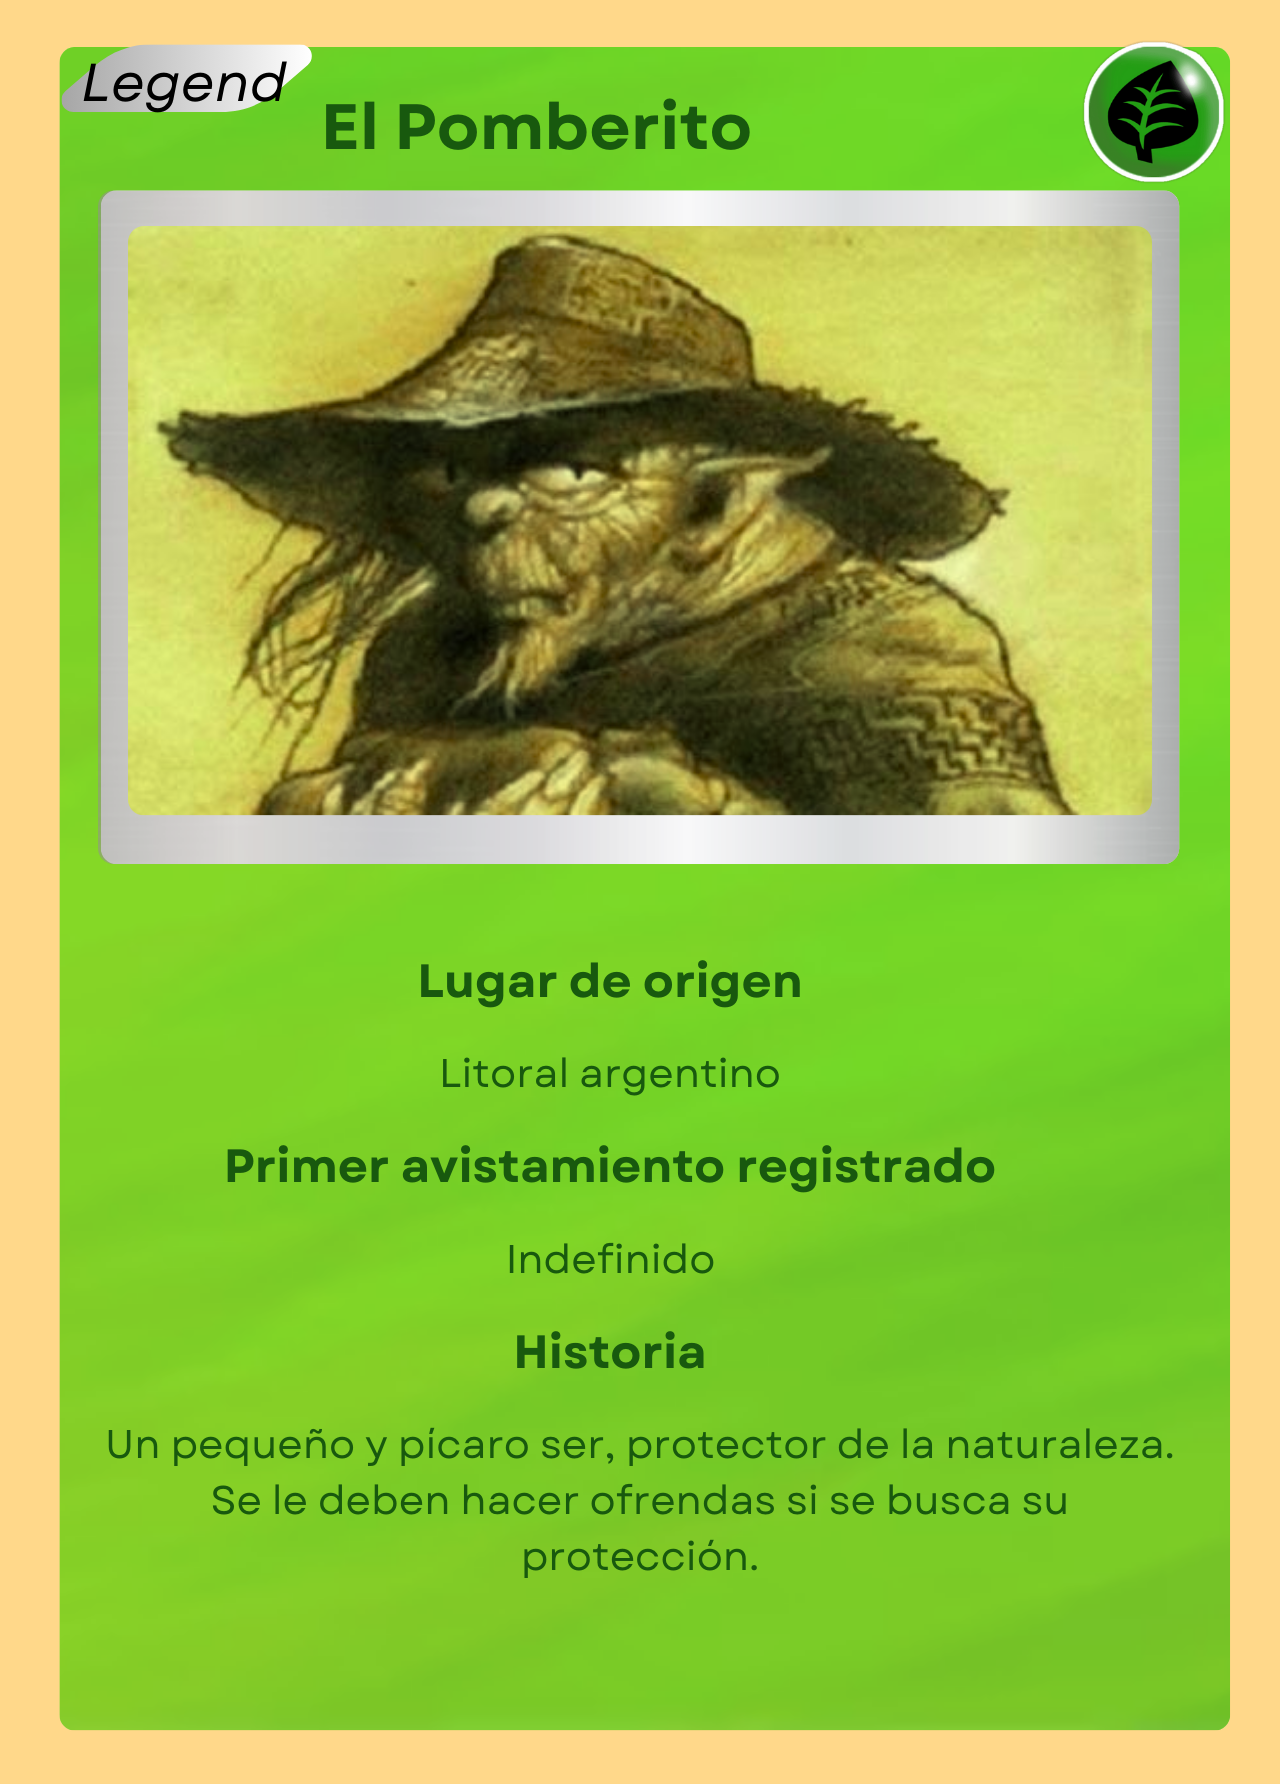 Legend
El Pomberito
Lugar de origen
Litoral argentino
Primer avistamiento registrado
Indefinido
Historia
Un pequeño y pícaro ser, protector de la naturaleza.
Se le deben hacer ofrendas si se busca su
protección.